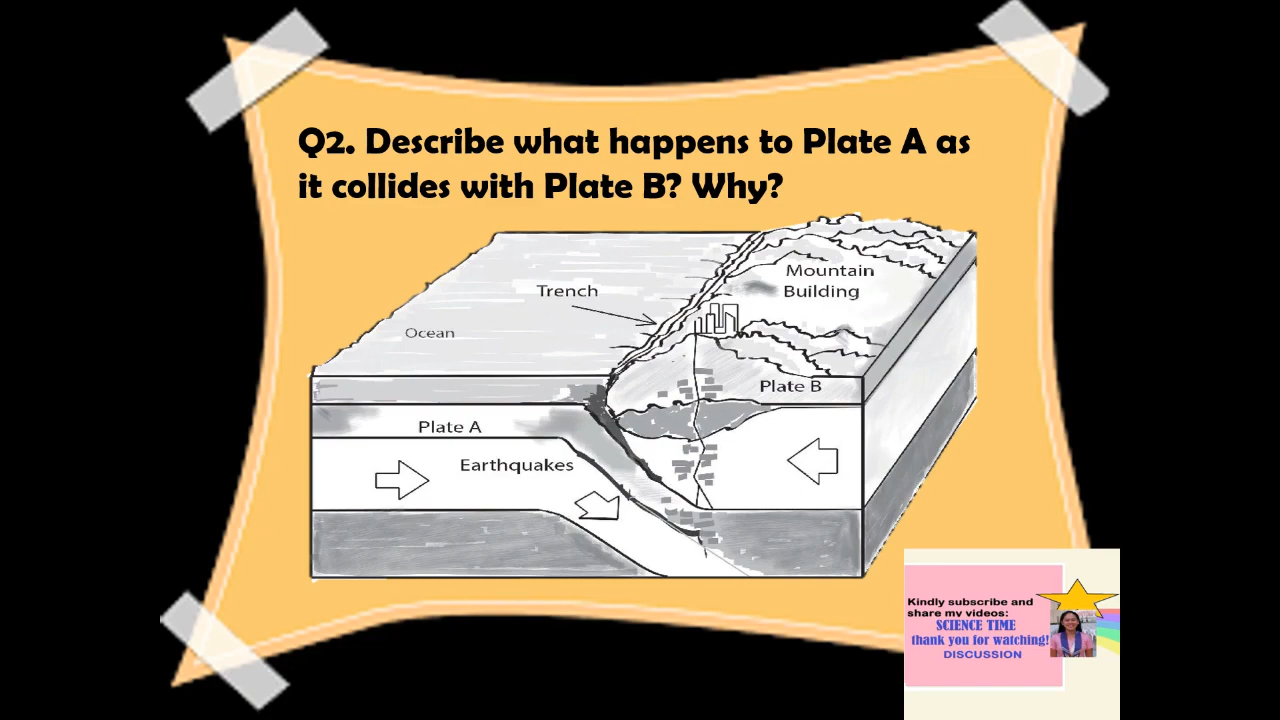 Q2. Describe what happens to Plate A as
it collides with Plate B? Why?
Mountain
Building
Trench
Ocean
Plate B
Plate A
Earthquakes
Kindly subscribe and
share my videos:
SCIENCE TIME
thank you for watching!
DISCUSSION